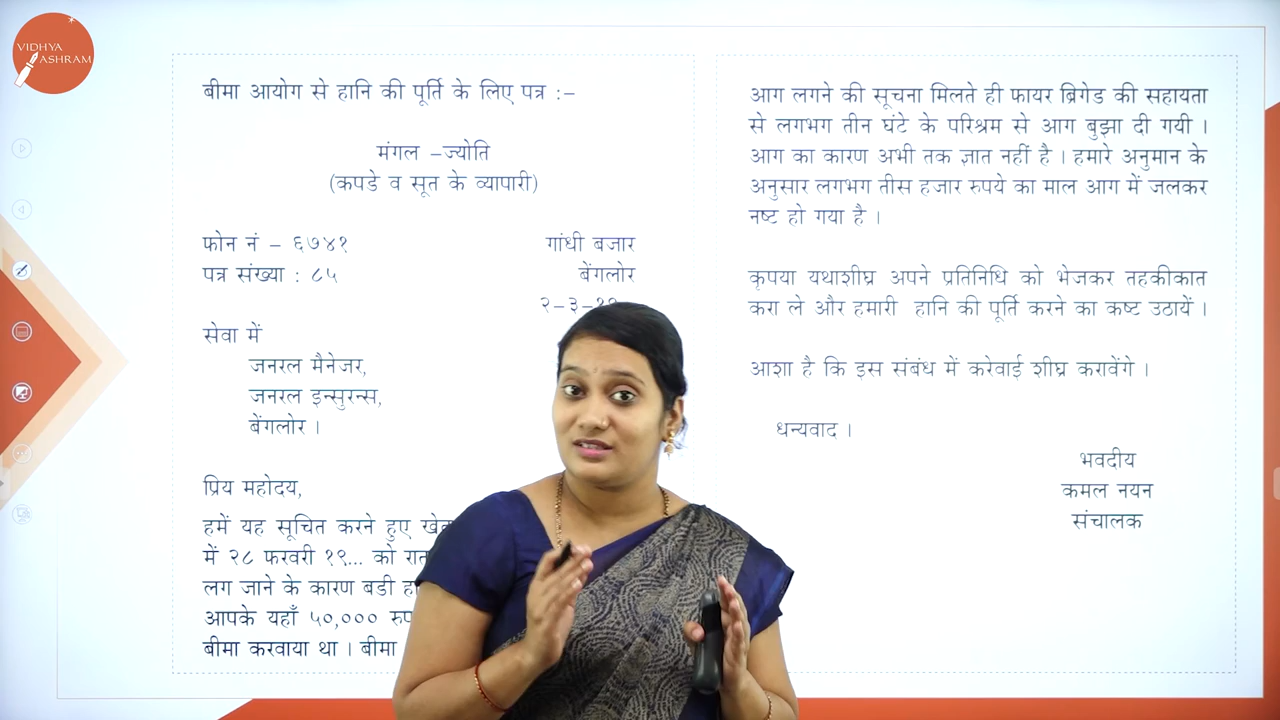 VIDHYA
ASHRAM
बीमा आयोग से हानि की पूर्ति के लिए पत्र :–
मंगल –ज्योति
(कपडे व सूत के व्यापारी)
फोन नं – ६७४१
गांधी बजार
पत्र संख्या : ८५
बेंगलोर
२–३–१९
सेवा में
जनरल मैनेजर,
जनरल इन्सुरन्स,
बेंगलोर ।
प्रिय महोदय,
हमें यह सूचित करने हुए
में २८ फरवरी १९... को रात
लग जाने के कारण बडी
आपके यहाँ ५०,०००
बीमा करवाया था । बीमा
आग लगने की सूचना मिलते ही फायर ब्रिगेड की सहायता
से लगभग तीन घंटे के परिश्रम से आग बुझा दी गयी ।
आग का कारण अभी तक ज्ञात नहीं है । हमारे अनुमान के
अनुसार लगभग तीस हजार रुपये का माल आग में जलकर
नष्ट हो गया है ।
कृपया यथाशीघ्र अपने प्रतिनिधि को भेजकर तहकीकात
करा ले और हमारी हानि की पूर्ति करने का कष्ट उठायें ।
आशा है कि इस संबंध में करेवाई शीघ्र करावेंगे ।
धन्यवाद ।
भवदीय
कमल नयन
संचालक